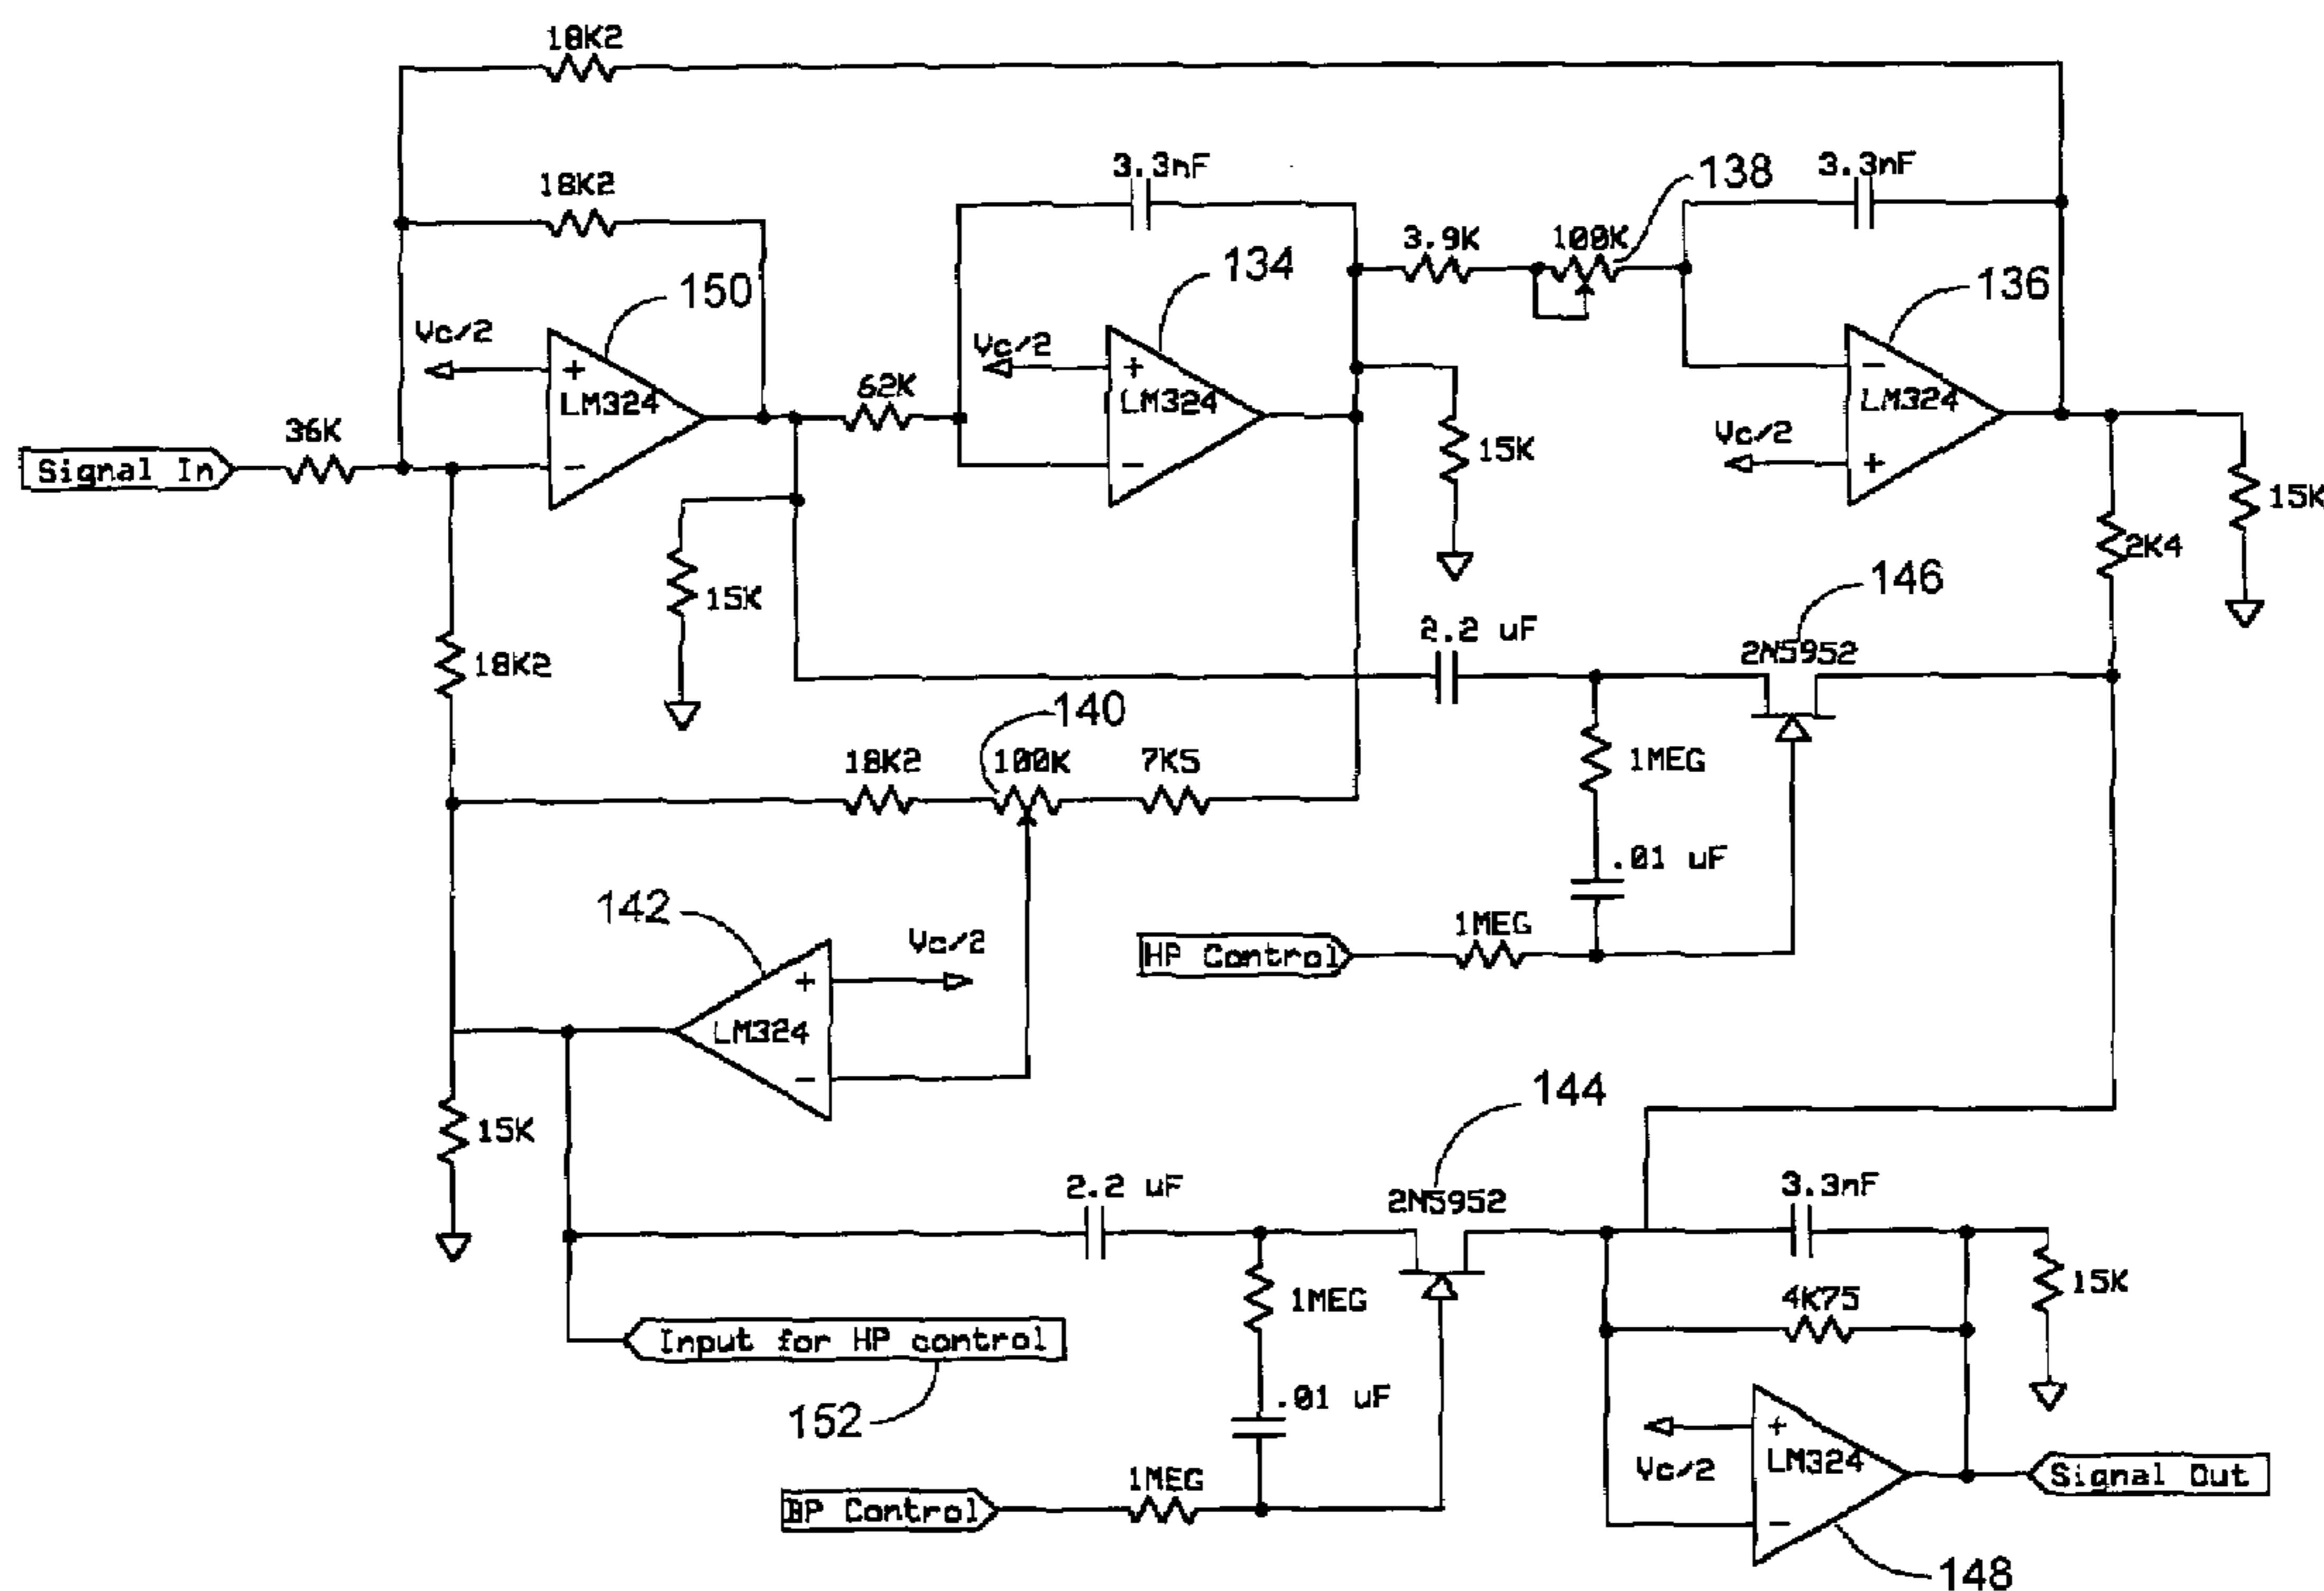 18K2
18K2
3.3nF
138
3.3nF
3.9K
100K
150
134
136
Vc/2
Vc/2
+
LM324
-
62K
+
LM324
-
-
LM324
+
Vc/2
36K
Signal In
15K
15K
2K4
15K
146
2N5952
2.2 uF
18K2
140
18K2
100K
7K5
1MEG
.01 uF
142
Vc/2
+
LM324
-
1MEG
HP Control
15K
144
2N5952
2.2 uF
3.3nF
15K
1MEG
4K75
Input for HP control
152
.01 uF
+
LM324
-
Vc/2
Signal Out
1MEG
BP Control
148